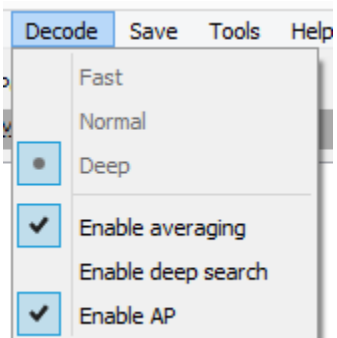 Decode Save Tools Help
Fast
Normal
Deep
Enable averaging
Enable deep search
Enable AP